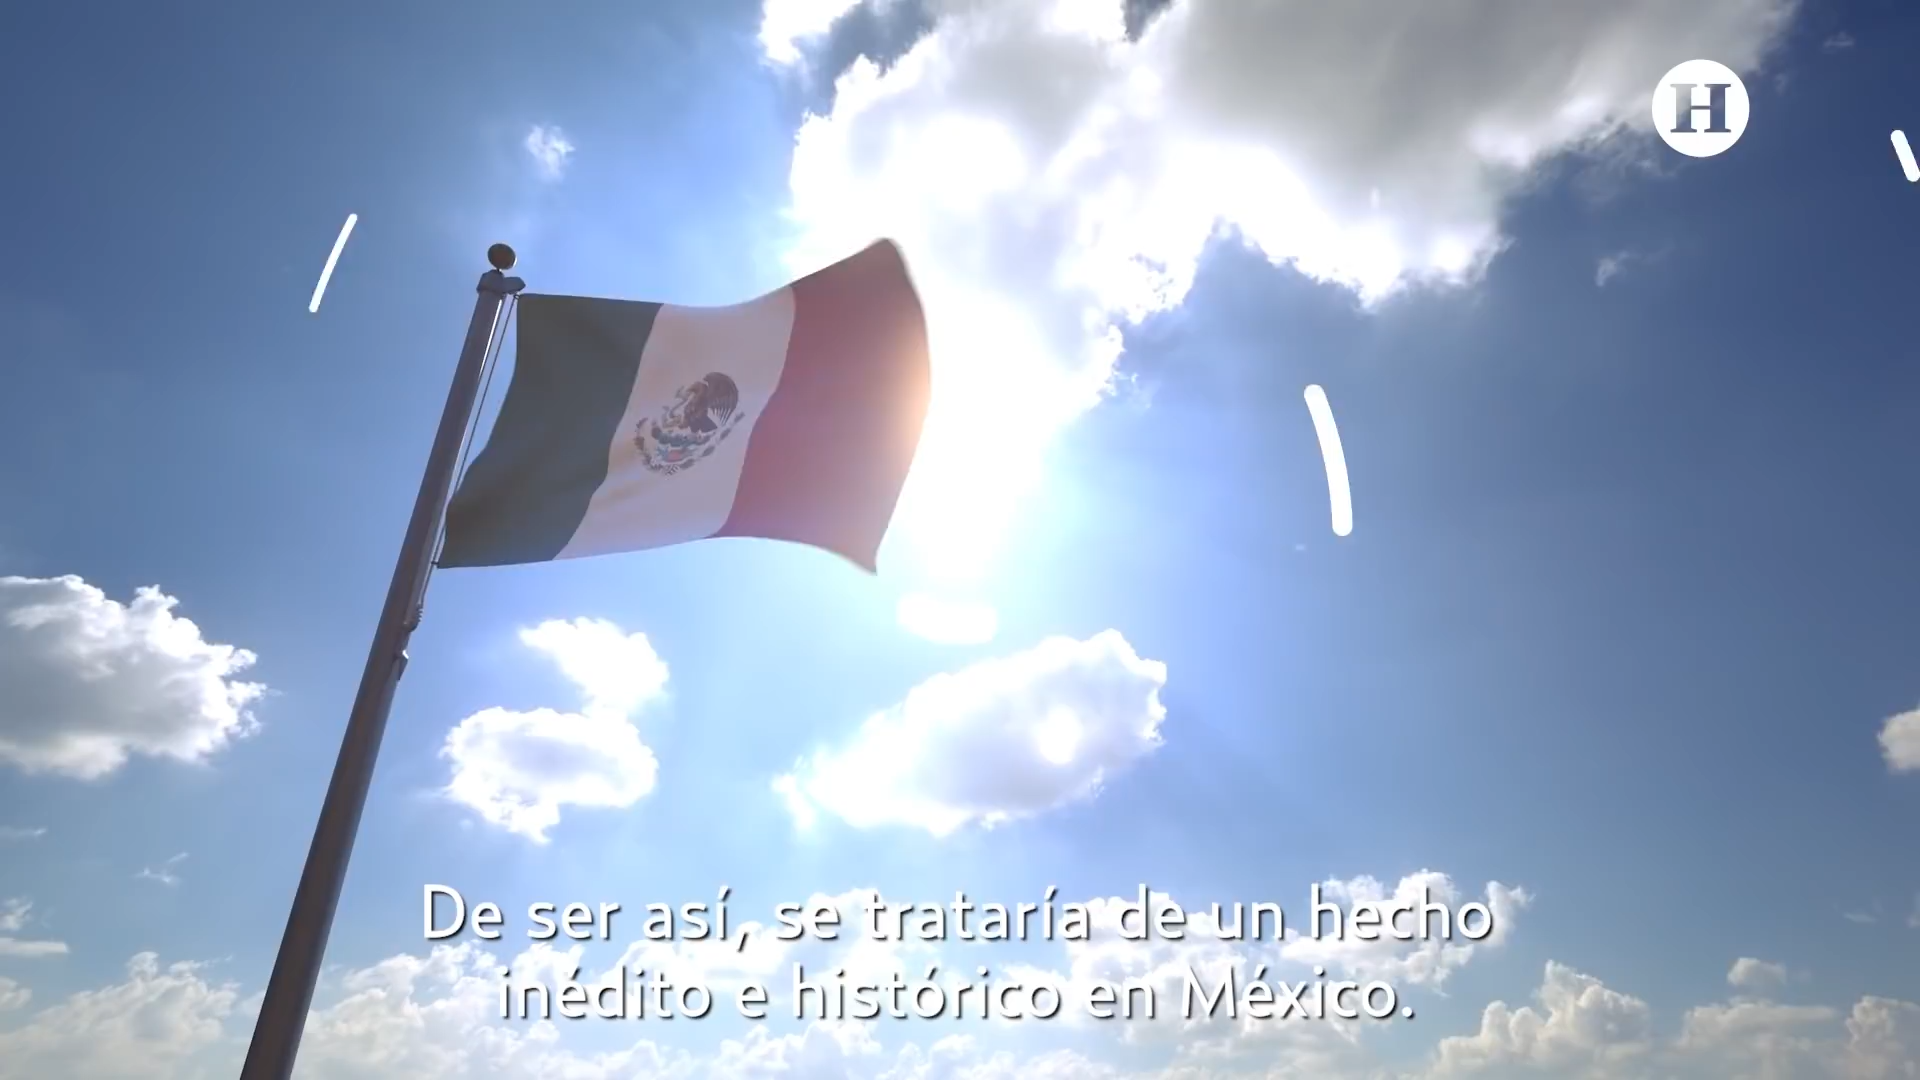 H
De ser así, se trataría de un hecho
inédito e histórico en México.